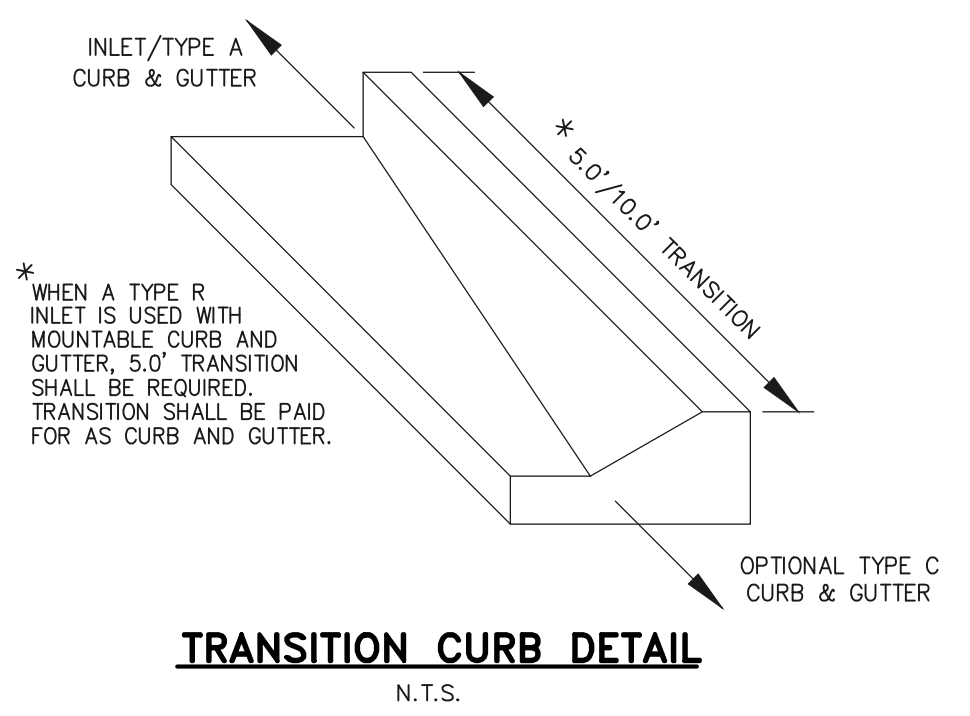 INLET/TYPE A
CURB & GUTTER
* 5.0'/10.0' TRANSITION
*
WHEN A TYPE R
INLET IS USED WITH
MOUNTABLE CURB AND
GUTTER, 5.0' TRANSITION
SHALL BE REQUIRED.
TRANSITION SHALL BE PAID
FOR AS CURB AND GUTTER.
OPTIONAL TYPE C
CURB & GUTTER
TRANSITION CURB DETAIL
N.T.S.